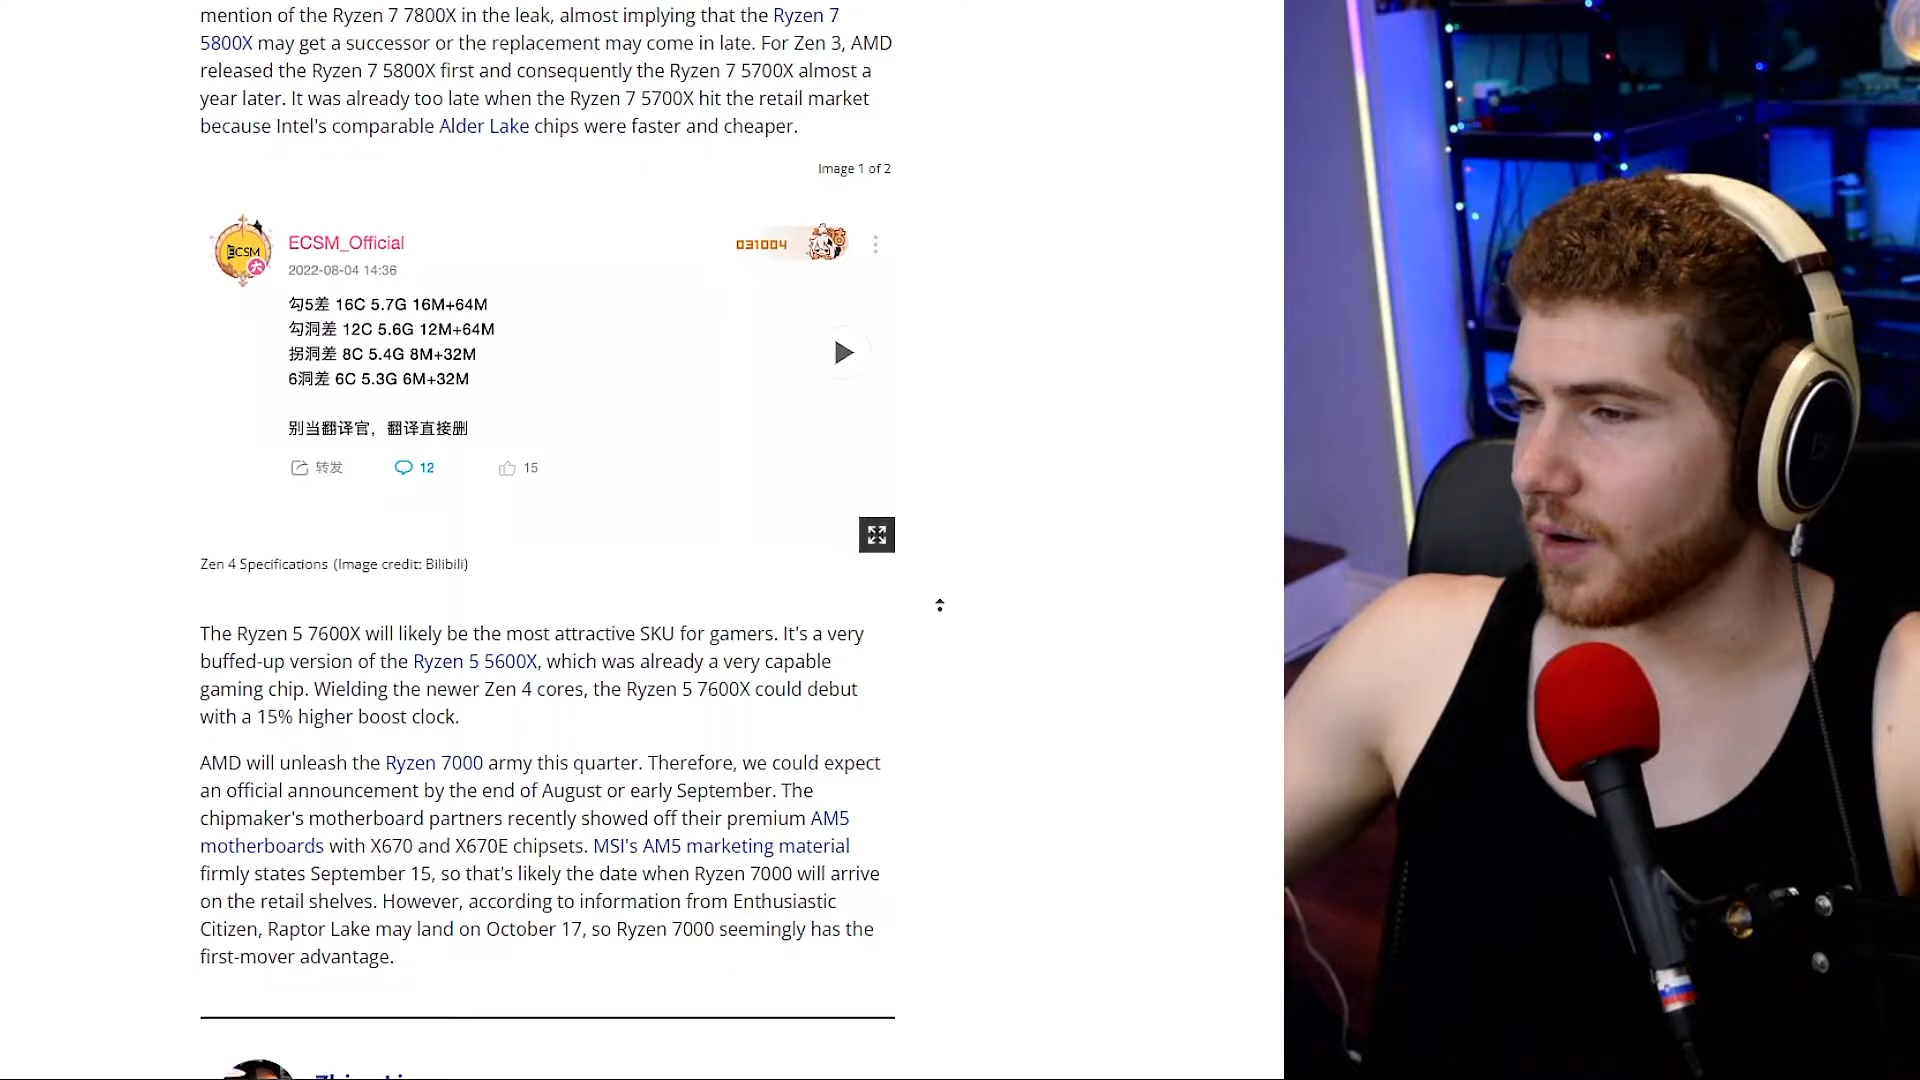 mention of the Ryzen 7 7800X in the leak, almost implying that the Ryzen 7
5800X may get a successor or the replacement may come in late. For Zen 3, AMD
released the Ryzen 7 5800X first and consequently the Ryzen 7 5700X almost a
year later. It was already too late when the Ryzen 7 5700X hit the retail market
because Intel's comparable Alder Lake chips were faster and cheaper.
Image 1 of 2
ECSM
ECSM_Official
031004
2022-08-04 14:36
勾5差 16C 5.7G 16M+64M
勾洞差 12C 5.6G 12M+64M
拐洞差 8C 5.4G 8M+32M
6洞差 6C 5.3G 6M+32M
别当翻译官，翻译直接删
转发 12 15
Zen 4 Specifications (Image credit: Bilibili)
The Ryzen 5 7600X will likely be the most attractive SKU for gamers. It's a very
buffed-up version of the Ryzen 5 5600X, which was already a very capable
gaming chip. Wielding the newer Zen 4 cores, the Ryzen 5 7600X could debut
with a 15% higher boost clock.
AMD will unleash the Ryzen 7000 army this quarter. Therefore, we could expect
an official announcement by the end of August or early September. The
chipmaker's motherboard partners recently showed off their premium AM5
motherboards with X670 and X670E chipsets. MSI's AM5 marketing material
firmly states September 15, so that's likely the date when Ryzen 7000 will arrive
on the retail shelves. However, according to information from Enthusiastic
Citizen, Raptor Lake may land on October 17, so Ryzen 7000 seemingly has the
first-mover advantage.